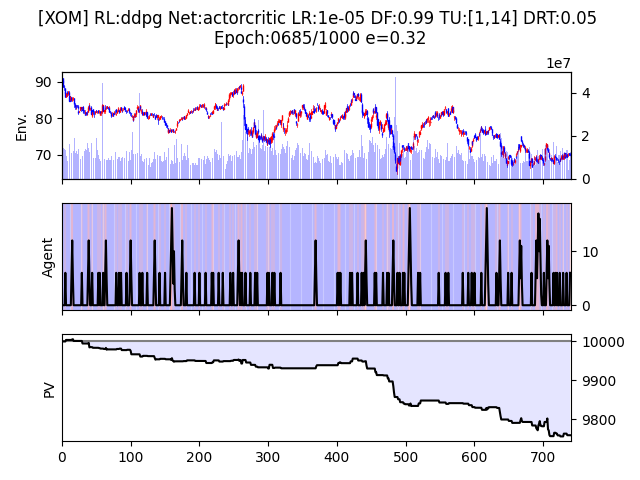 [XOM] RL:ddpg Net:actorcritic LR:1e-05 DF:0.99 TU:[1,14] DRT:0.05
Epoch:0685/1000 e=0.32
1e7
Env.
90
80
70
4
2
0
Agent
10
0
PV
10000
9900
9800
0 100 200 300 400 500 600 700